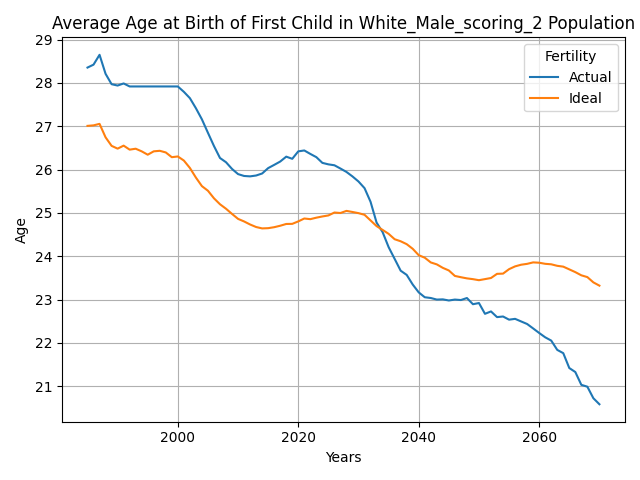 Average Age at Birth of First Child in White_Male_scoring_2 Population
Fertility
Actual
Ideal
29
28
27
26
25
24
23
22
21
Age
2000
2020
2040
2060
Years